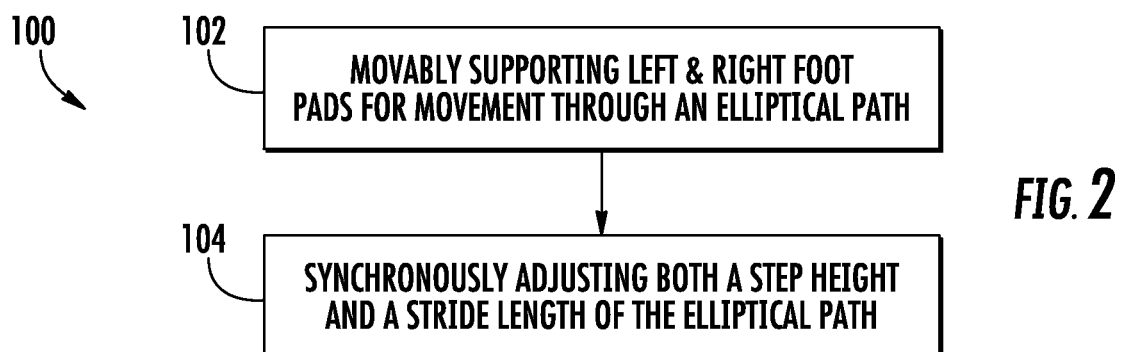 100
102
MOVABLY SUPPORTING LEFT & RIGHT FOOT
PADS FOR MOVEMENT THROUGH AN ELLIPTICAL PATH
FIG. 2
104
SYNCHRONOUSLY ADJUSTING BOTH A STEP HEIGHT
AND A STRIDE LENGTH OF THE ELLIPTICAL PATH